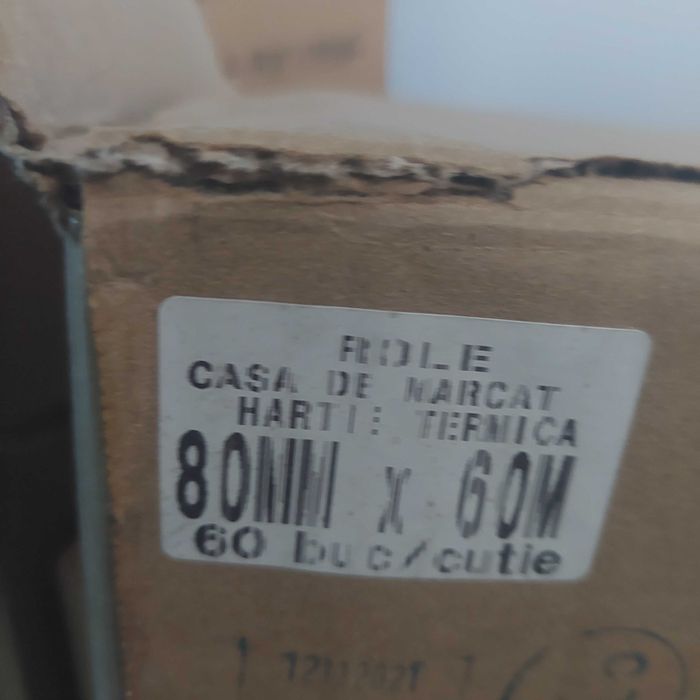 ROLE
CASA DE MARCAT
HARTIE TERMICA
80MM X 60M
60 buc/cutie